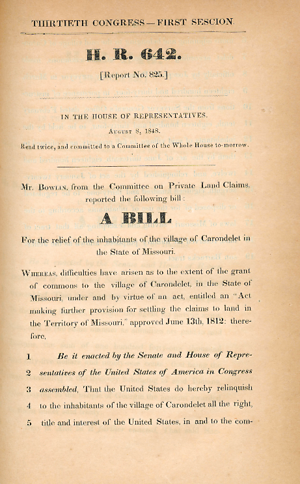 THIRTIETH CONGRESS—FIRST SESCION
H. R. 642.
[Report No. 825.]
IN THE HOUSE OF REPRESENTATIVES.
AUGUST 8, 1848.
Read twice, and committed to a Committee of the Whole House to-morrow.
Mr. BOWLIN, from the Committee on Private Land Claims,
reported the following bill:
A BILL
For the relief of the inhabitants of the village of Carondelet in
the State of Missouri.
WHEREAS, difficulties have arisen as to the extent of the grant
of commons to the village of Carondelet, in the State of
Missouri, under and by virtue of an act, entitled an "Act
making further provision for settling the claims to land in
the Territory of Missouri," approved June 13th, 1812: there-
fore,
1 Be it enacted by the Senate and House of Repre-
2 sentatives of the United States of America in Congress
3 assembled, That the United States do hereby relinquish
4 to the inhabitants of the village of Carondelet all the right,
5 title and interest of the United States, in and to the com-